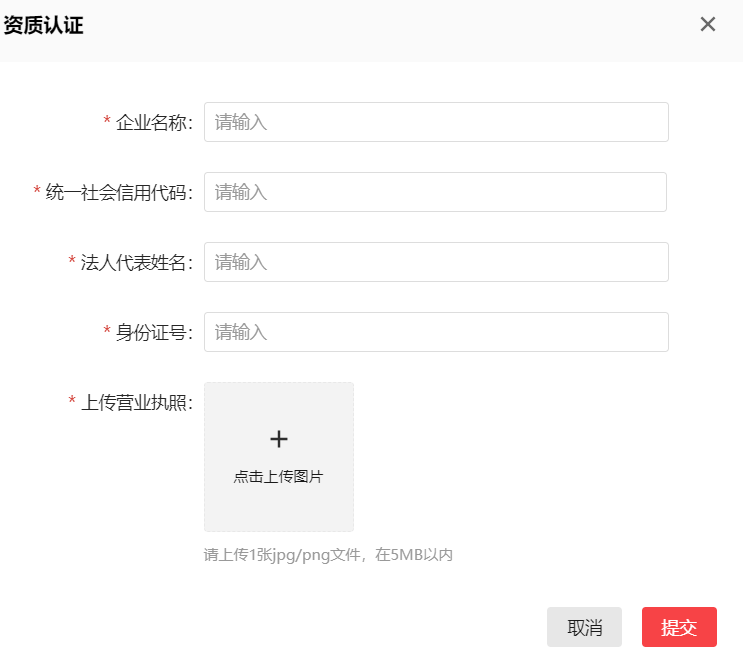 资质认证
* 企业名称：
请输入
* 统一社会信用代码：
请输入
* 法人代表姓名：
请输入
* 身份证号：
请输入
* 上传营业执照：
点击上传图片
请上传1张jpg/png文件，在5MB以内
取消
提交